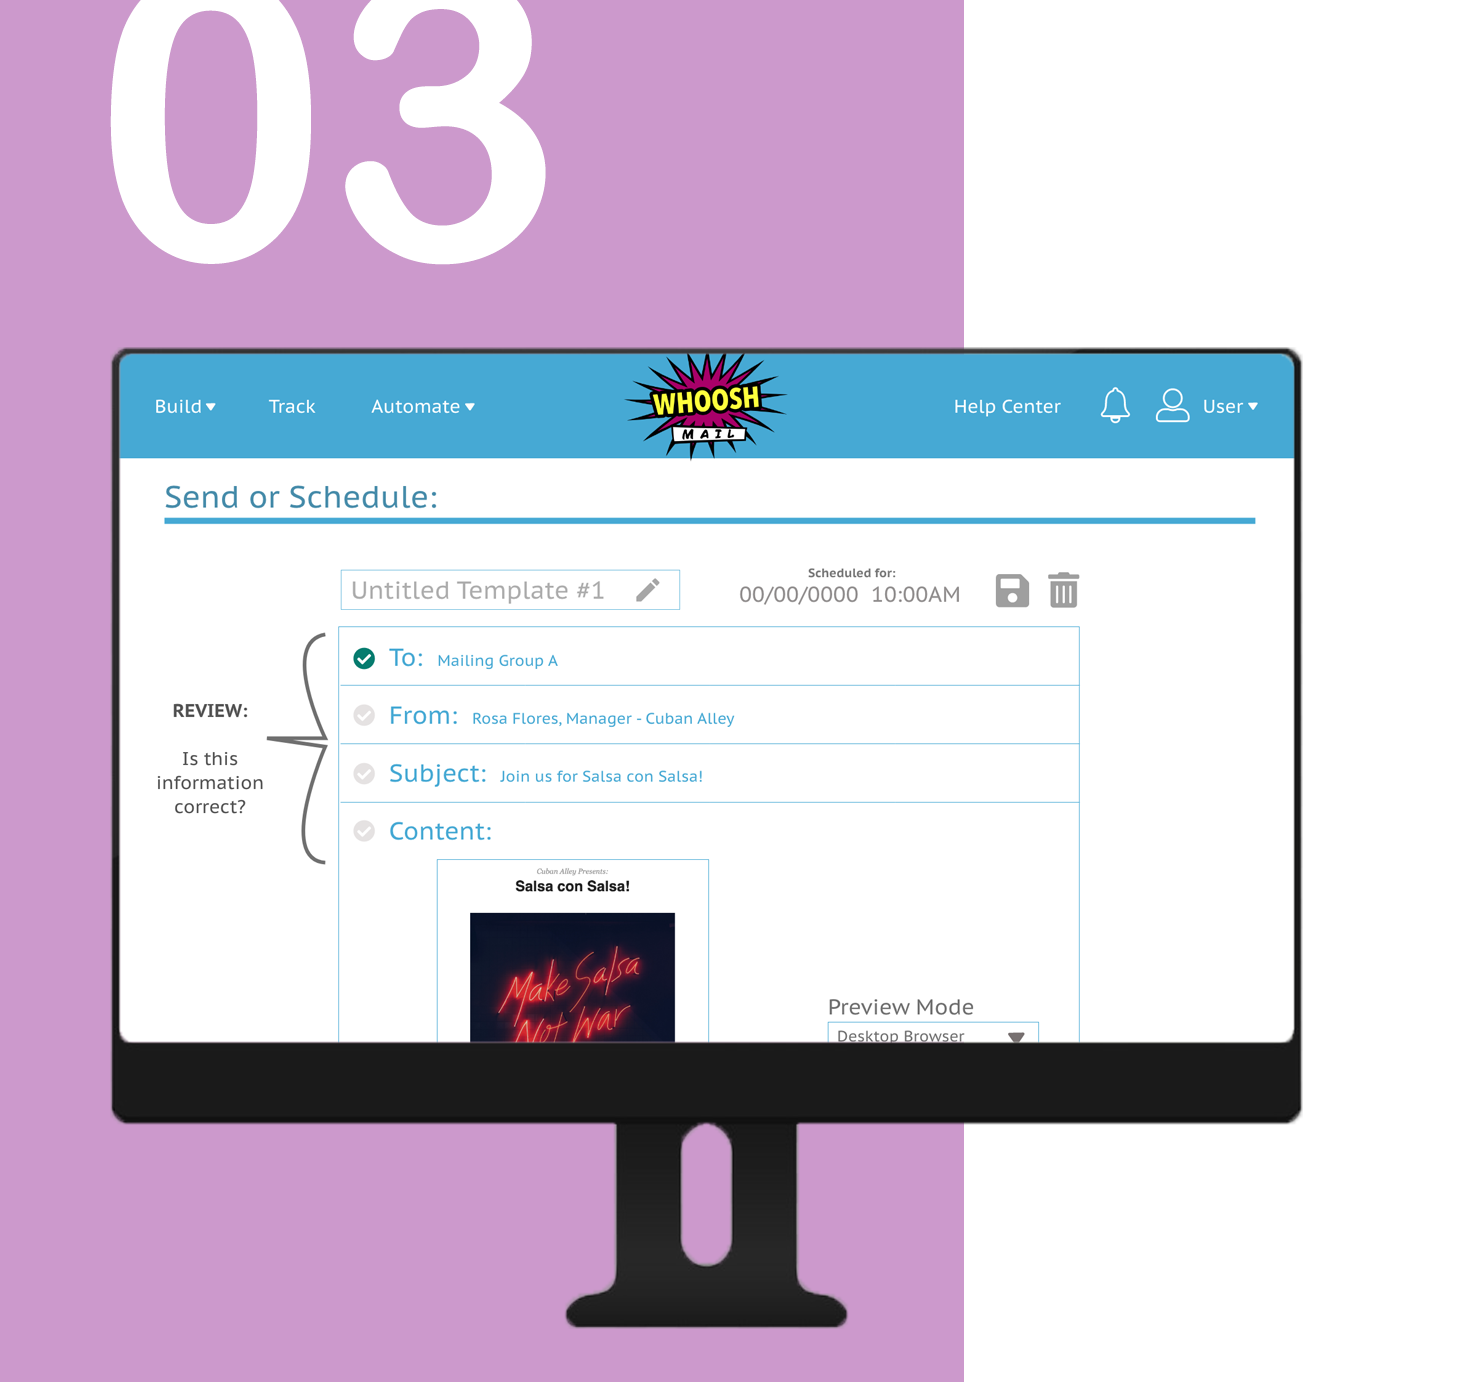 03
Build Track Automate WHOOSH Help Center User
MAIL
Send or Schedule:
Untitled Template #1
Scheduled for:
00/00/0000 10:00AM
REVIEW:
Is this
information
correct?
To: Mailing Group A
From: Rosa Flores, Manager - Cuban Alley
Subject: Join us for Salsa con Salsa!
Content:
Cuban Alley Presents:
Salsa con Salsa!
Make Salsa
Not War
Preview Mode
Desktop Browser